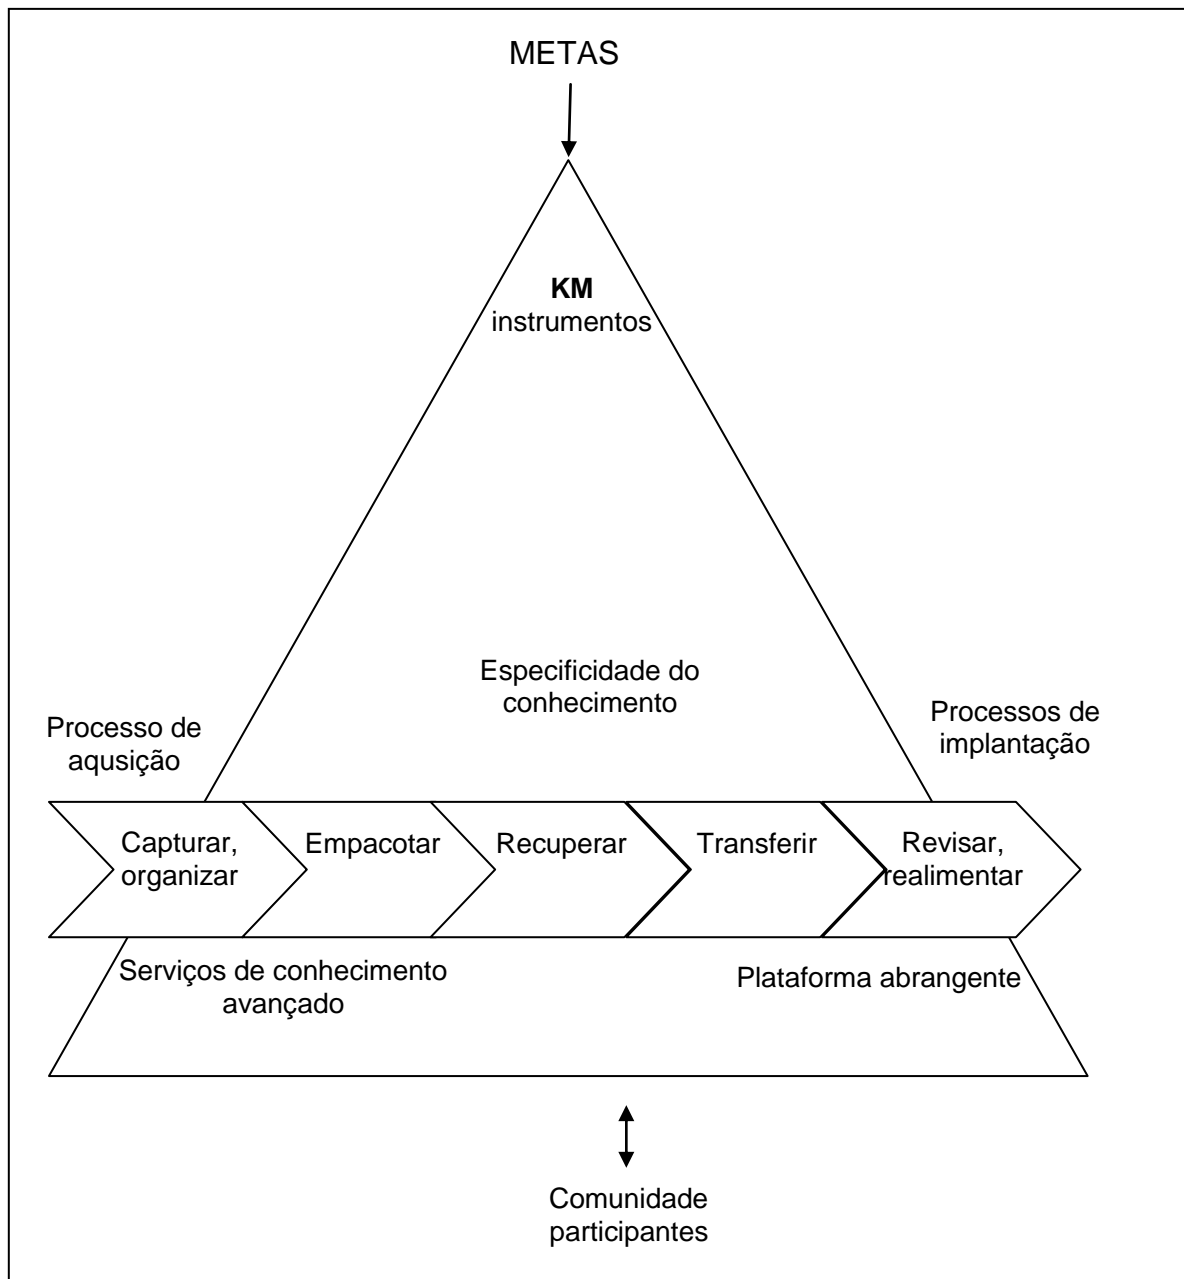 METAS
KM
instrumentos
Especificidade do
conhecimento
Processo de
aqusição
Processos de
implantação
Capturar,
organizar
Empacotar
Recuperar
Transferir
Revisar,
realimentar
Serviços de conhecimento
avançado
Plataforma abrangente
Comunidade
participantes